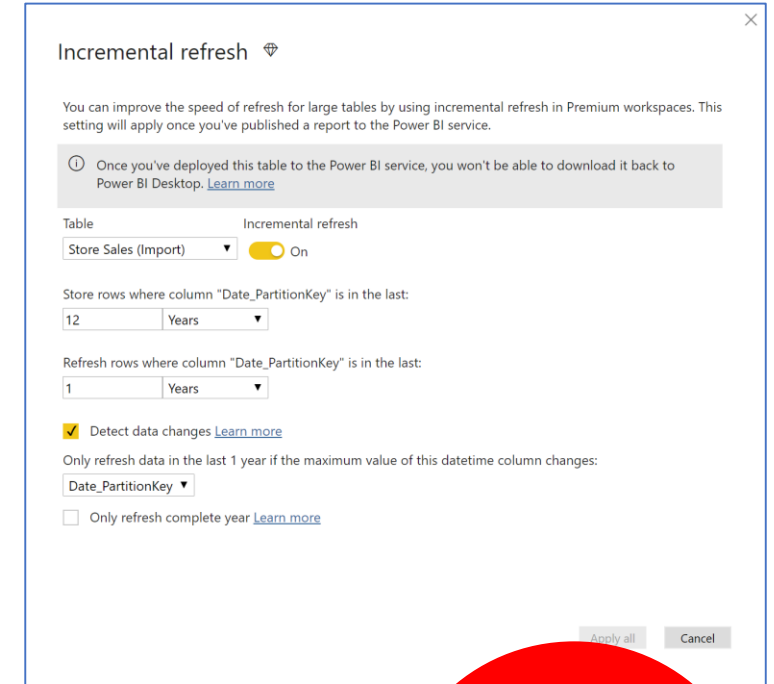 Incremental refresh
You can improve the speed of refresh for large tables by using incremental refresh in Premium workspaces. This
setting will apply once you've published a report to the Power BI service.
Once you've deployed this table to the Power BI service, you won't be able to download it back to
Power BI Desktop. Learn more
Table Incremental refresh
Store Sales (Import) On
Store rows where column "Date_PartitionKey" is in the last:
12 Years
Refresh rows where column "Date_PartitionKey" is in the last:
1 Years
Detect data changes Learn more
Only refresh data in the last 1 year if the maximum value of this datetime column changes:
Date_PartitionKey
Only refresh complete year Learn more
Apply all Cancel